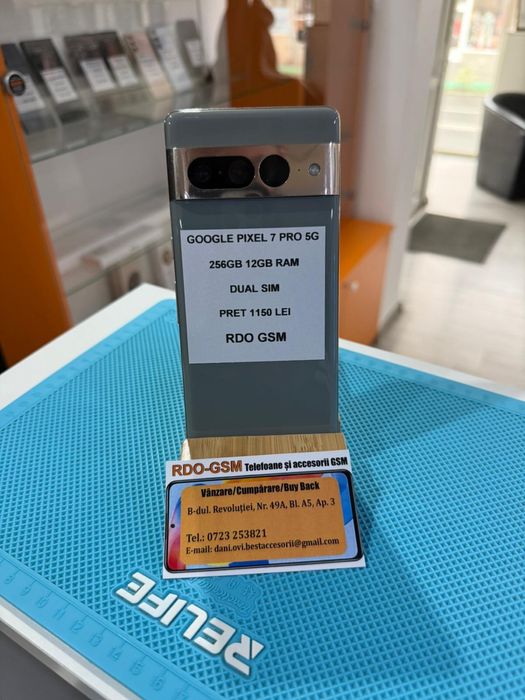 GOOGLE PIXEL 7 PRO 5G
256GB 12GB RAM
DUAL SIM
PRET 1150 LEI
RDO GSM
RDO-GSM Telefoane și accesorii GSM
Vânzare/Cumpărare/Buy Back
B-dul. Revoluției, Nr. 49A, Bl. A5, Ap. 3
Tel.: 0723 253821
E-mail: dani.ovi.bestaccesorii@gmail.com
RELIFE